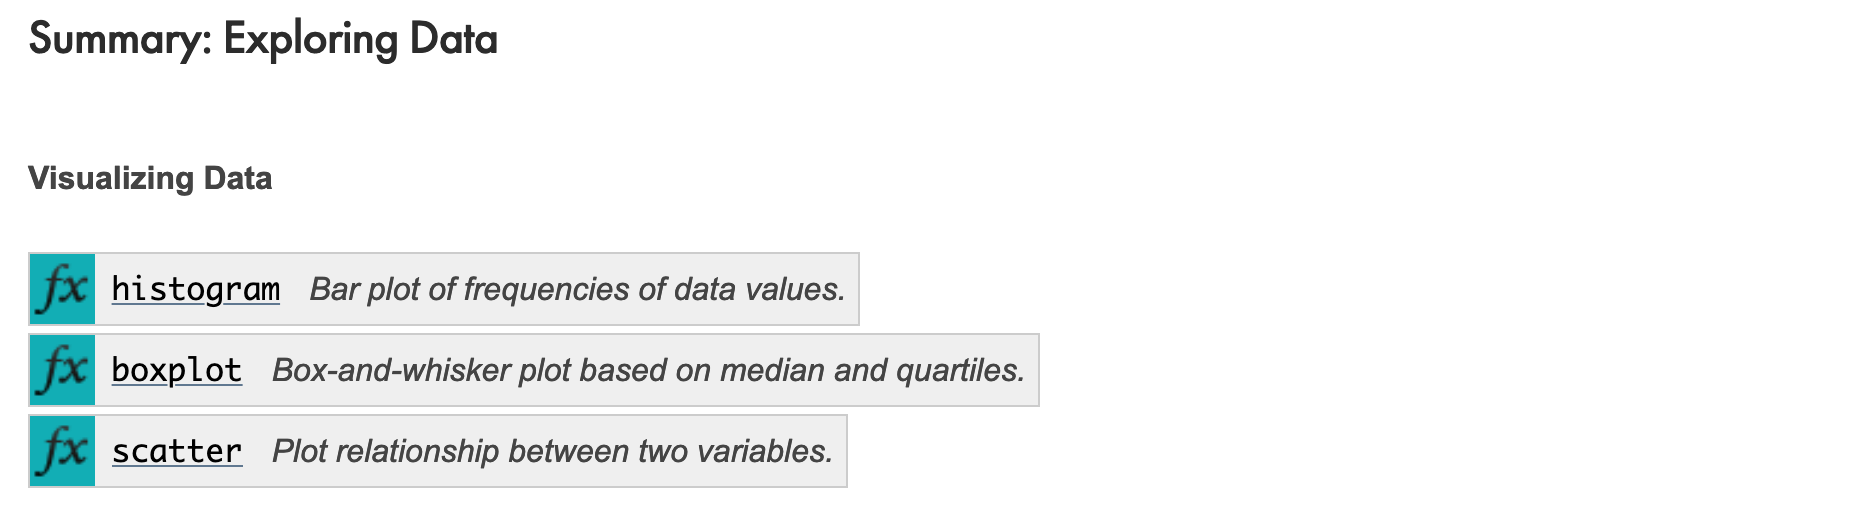 Summary: Exploring Data
Visualizing Data
fx histogram Bar plot of frequencies of data values.
fx boxplot Box-and-whisker plot based on median and quartiles.
fx scatter Plot relationship between two variables.